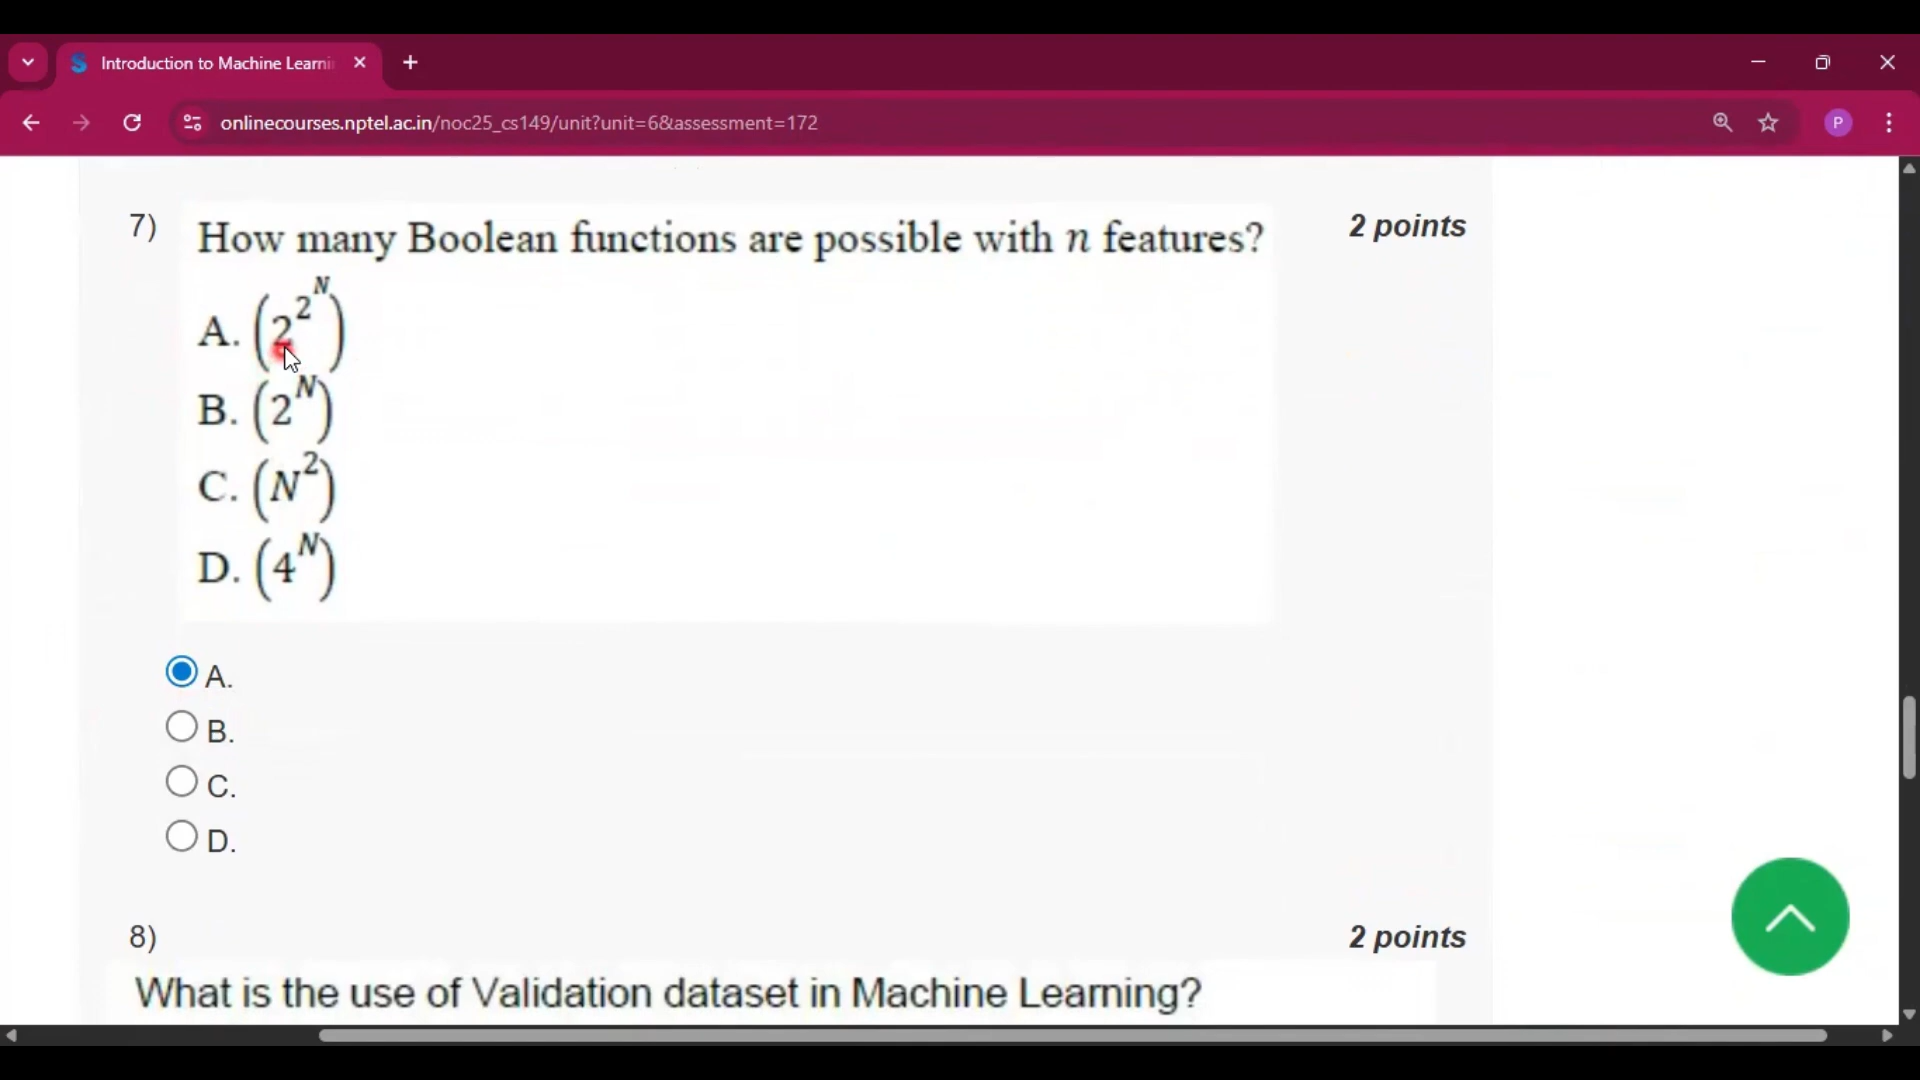 Introduction to Machine Learni
onlinecourses.nptel.ac.in/noc25_cs149/unit?unit=6&assessment=172
P
7) How many Boolean functions are possible with n features? 2 points
A. (2^2^N)
B. (2^N)
C. (N^2)
D. (4^N)
A.
B.
C.
D.
8) 2 points
What is the use of Validation dataset in Machine Learning?